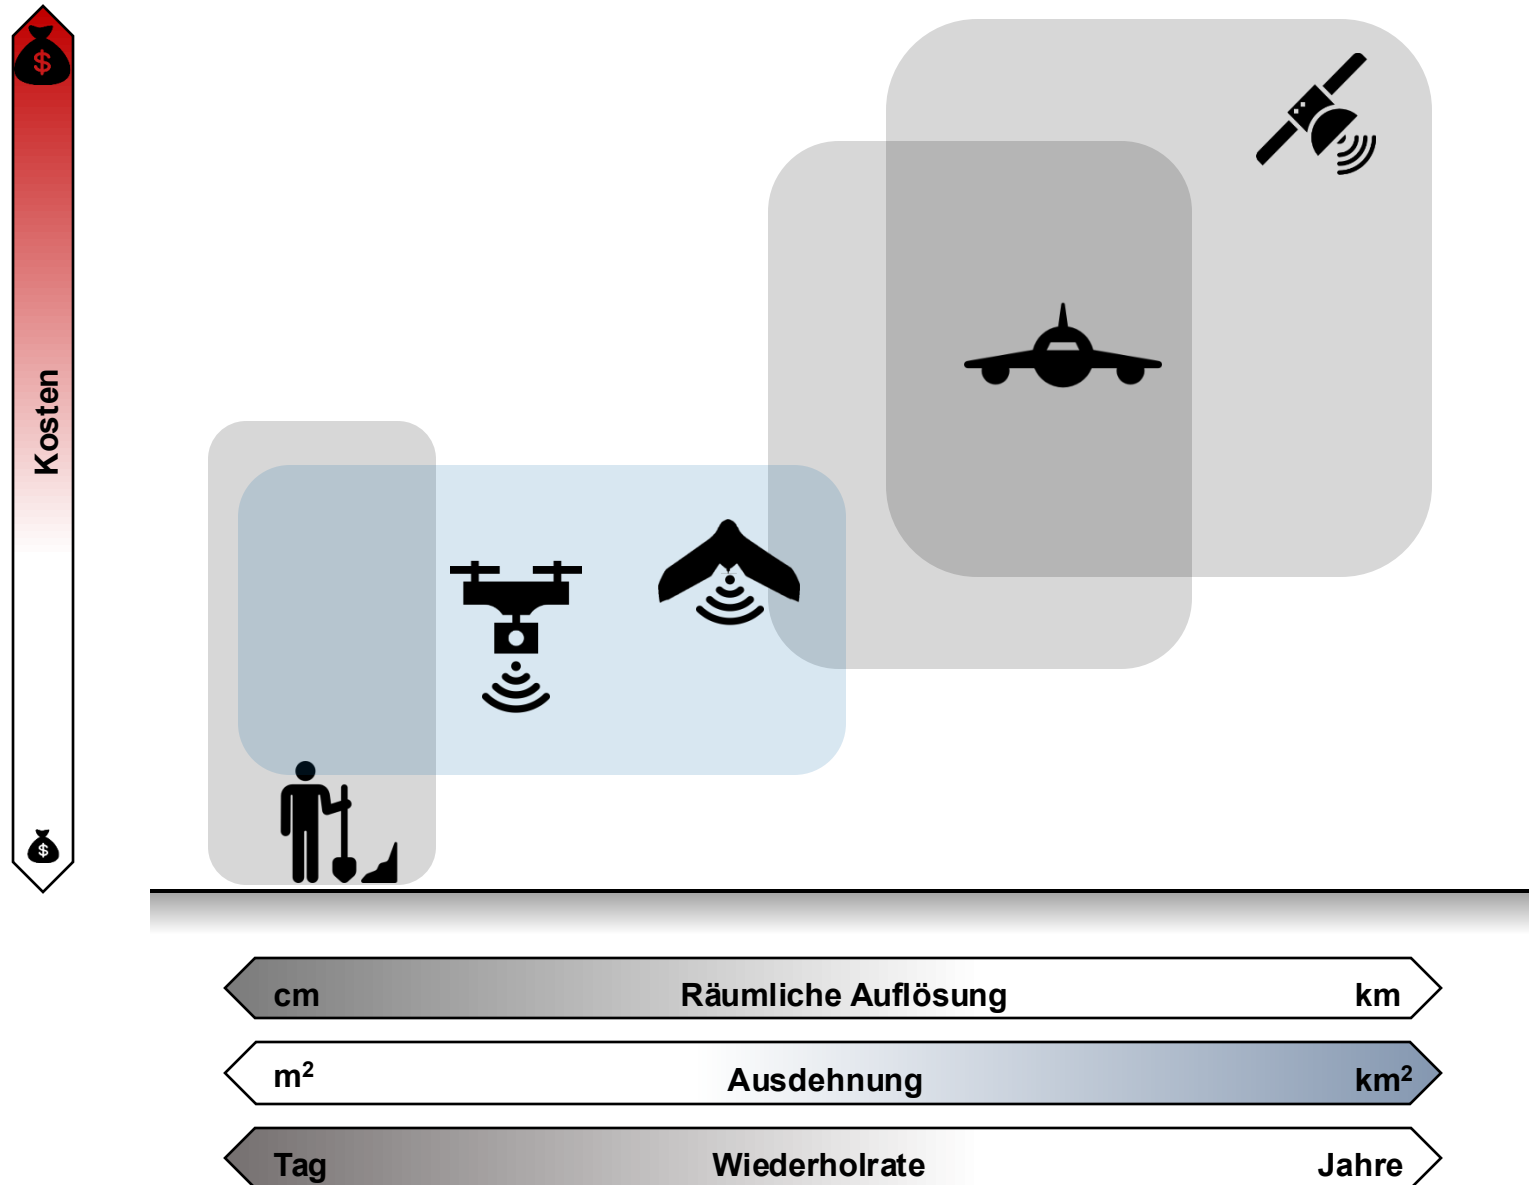 $
Kosten
$
cm Räumliche Auflösung km
m² Ausdehnung km²
Tag Wiederholrate Jahre